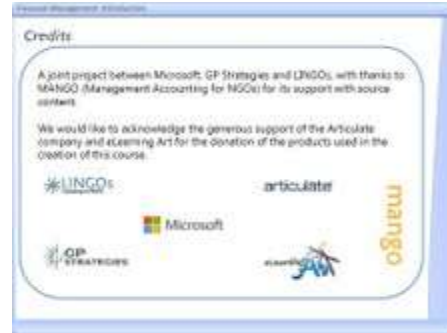 Financial Management Introduction
Credits
A joint project between Microsoft, GP Strategies and LINGOs, with thanks to
MANGO (Management Accounting for NGOs) for its support with source
content.
We would like to acknowledge the generous support of the Articulate
company and eLearning Art for the donation of the products used in the
creation of this course.
LINGOs
articulate
mango
Microsoft
GP
STRATEGIES